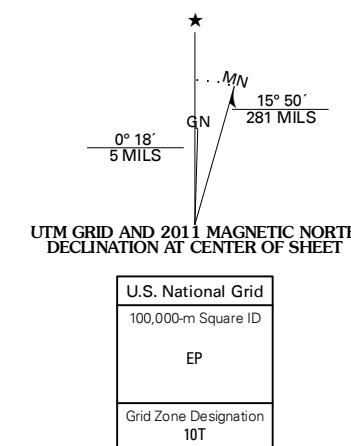 MN
15° 50´
281 MILS
GN
0° 18´
5 MILS
UTM GRID AND 2011 MAGNETIC NORTH
DECLINATION AT CENTER OF SHEET
U.S. National Grid
100,000-m Square ID
EP
Grid Zone Designation
10T